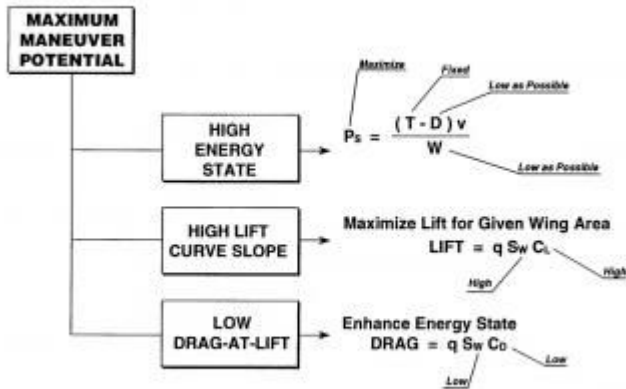 MAXIMUM
MANEUVER
POTENTIAL
HIGH
ENERGY
STATE
Maximize
Fixed
Low as Possible
Ps = (T - D) v
W
Low as Possible
HIGH LIFT
CURVE SLOPE
Maximize Lift for Given Wing Area
LIFT = q Sw CL
High
High
LOW
DRAG-AT-LIFT
Enhance Energy State
DRAG = q Sw CD
Low
Low